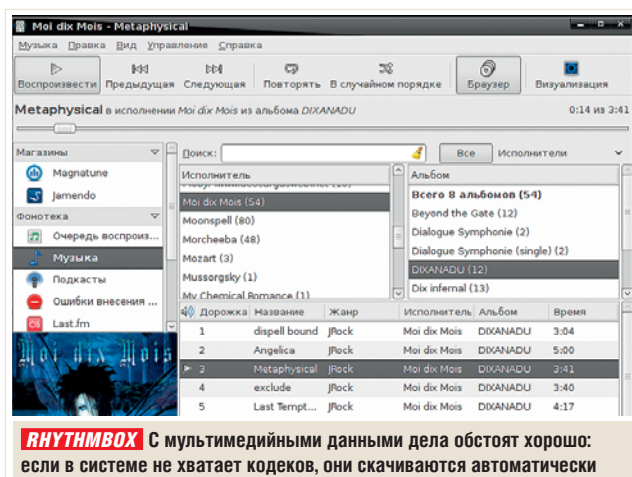 Moi dix Mois - Metaphysical
Музыка Правка Вид Управление Справка
Воспроизвести Предыдущая Следующая Повторять В случайном порядке Браузер Визуализация
Metaphysical в исполнении Moi dix Mois из альбома DIXANADU 0:14 из 3:41
Магазины
Magnatune
Jamendo
Фонотека
Очередь воспроиз...
Музыка
Подкасты
Ошибки внесения ...
Last.fm
Moi dix Mois
Поиск: Все Исполнители
Исполнитель
Moi dix Mois (54)
Moonspell (80)
Morcheeba (48)
Mozart (3)
Mussorgsky (1)
My Chemical Romance (1)
Альбом
Всего 8 альбомов (54)
Beyond the Gate (12)
Dialogue Symphonie (2)
Dialogue Symphonie (single) (2)
DIXANADU (12)
Dix infernal (13)
Дорожка Название Жанр Исполнитель Альбом Время
1 dispell bound JRock Moi dix Mois DIXANADU 3:04
2 Angelica JRock Moi dix Mois DIXANADU 5:00
3 Metaphysical JRock Moi dix Mois DIXANADU 3:41
4 exclude JRock Moi dix Mois DIXANADU 3:40
5 Last Tempt... JRock Moi dix Mois DIXANADU 4:17
RHYTHMBOX С мультимедийными данными дела обстоят хорошо:
если в системе не хватает кодеков, они скачиваются автоматически